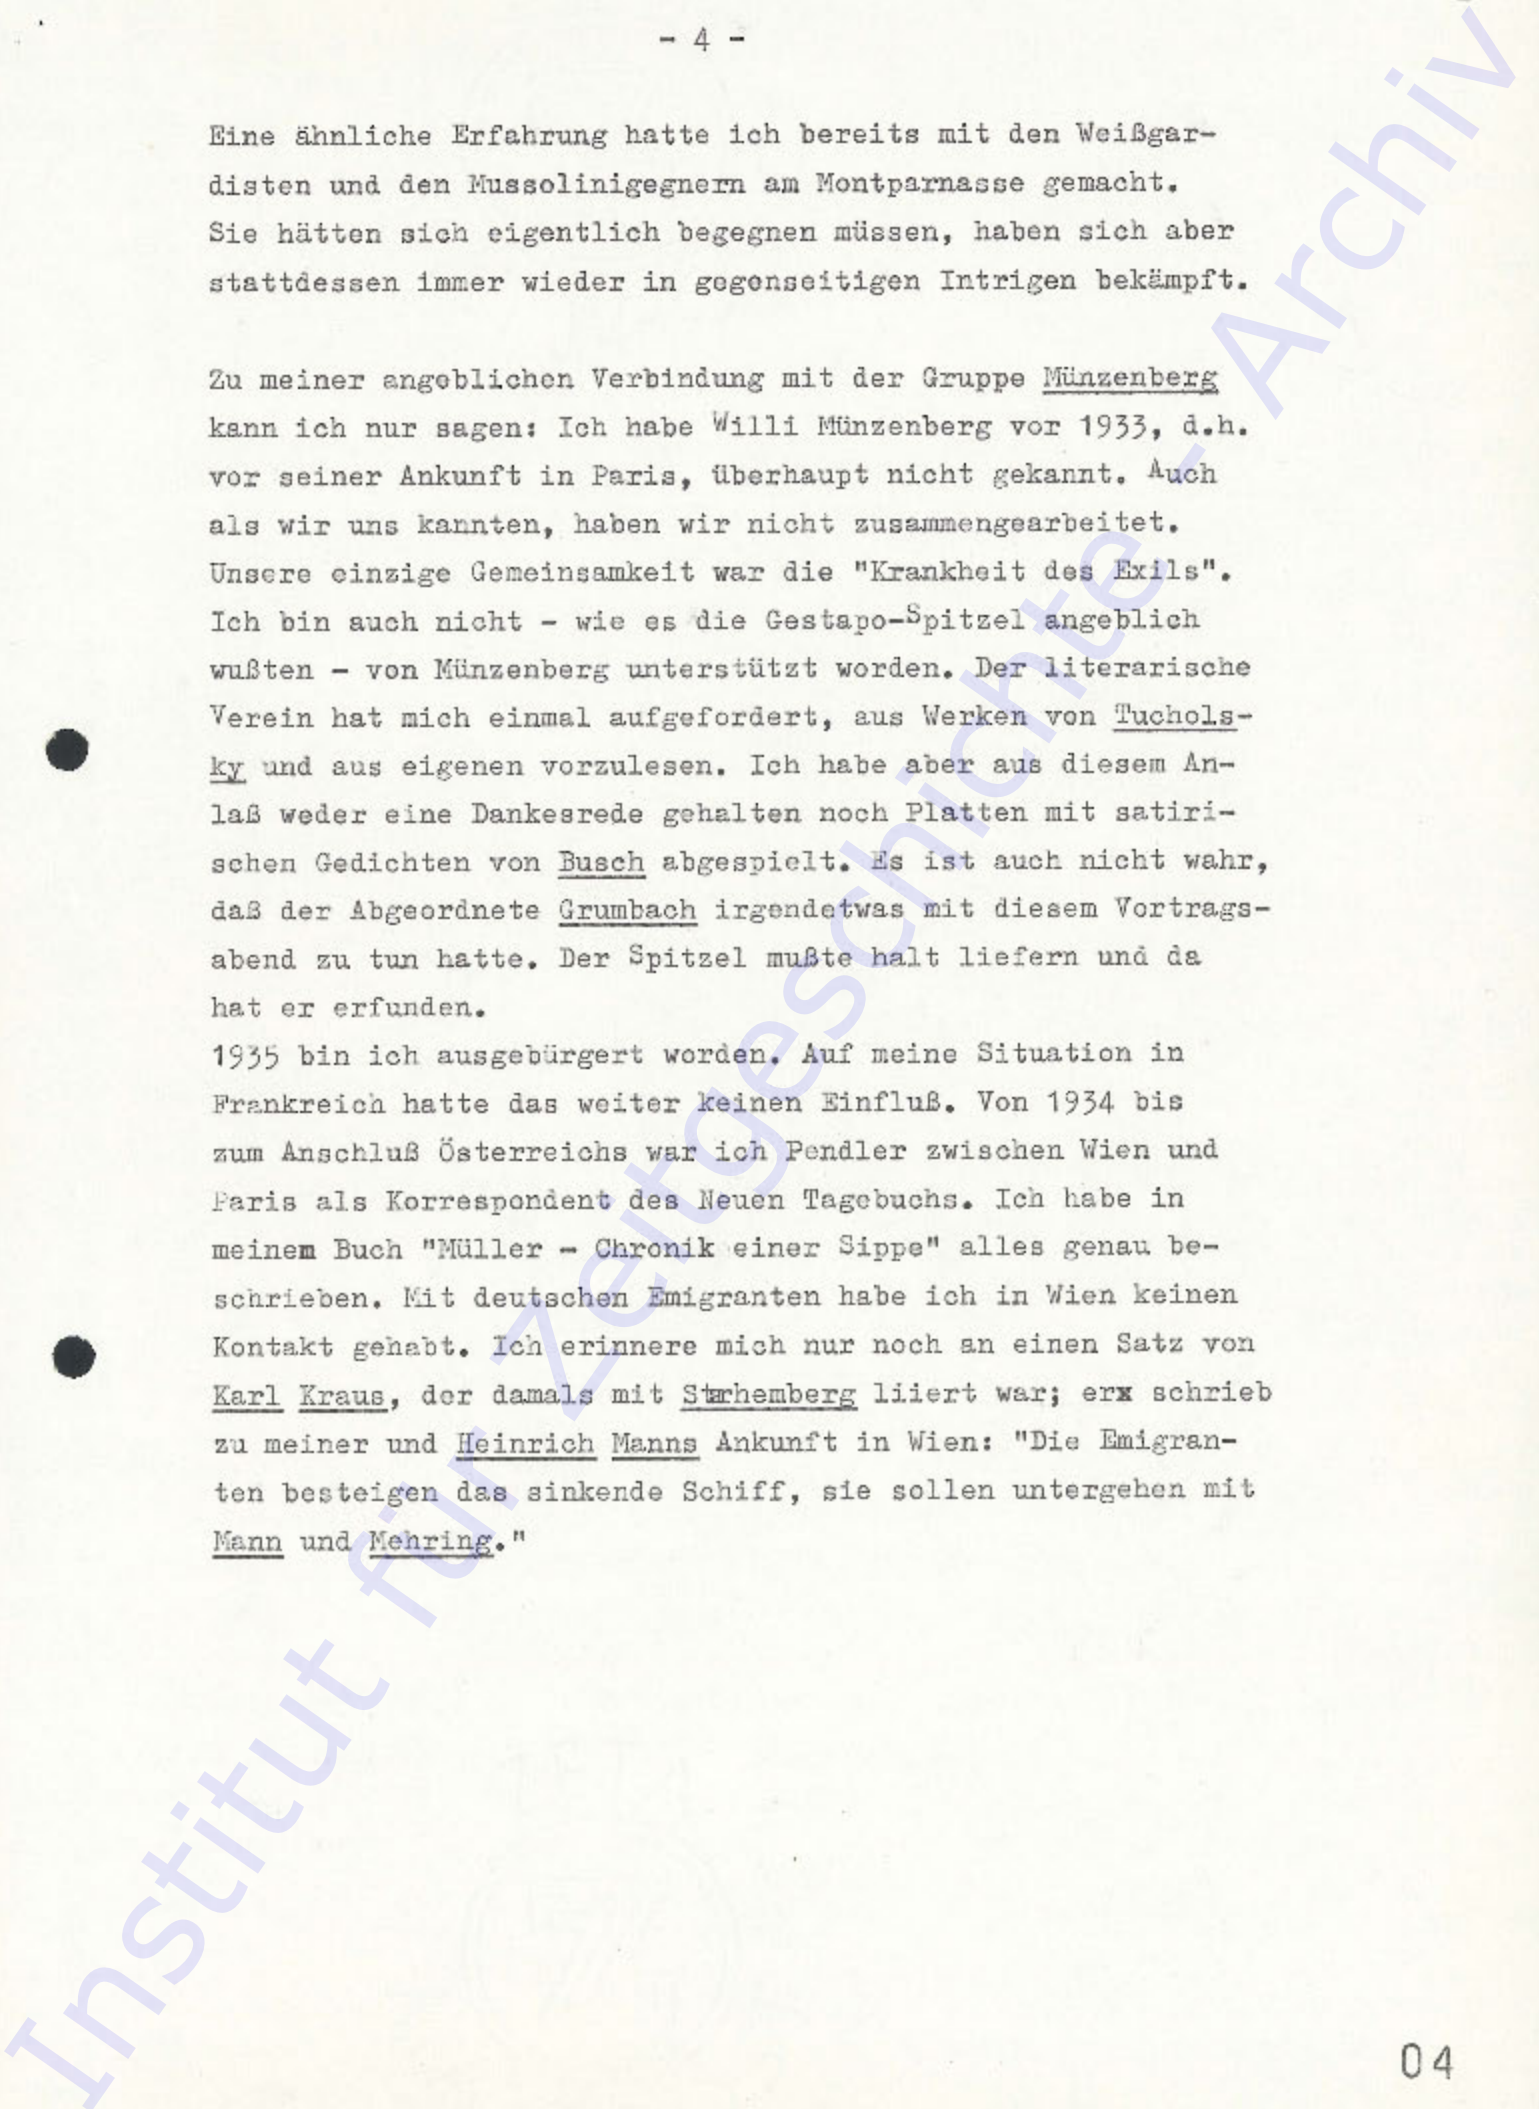 - 4 -
Eine ähnliche Erfahrung hatte ich bereits mit den Weißgar-
disten und den Mussolinigegnern am Montparnasse gemacht.
Sie hätten sich eigentlich begegnen müssen, haben sich aber
stattdessen immer wieder in gegenseitigen Intrigen bekämpft.
Zu meiner angeblichen Verbindung mit der Gruppe Münzenberg
kann ich nur sagen: Ich habe Willi Münzenberg vor 1933, d.h.
vor seiner Ankunft in Paris, überhaupt nicht gekannt. Auch
als wir uns kannten, haben wir nicht zusammengearbeitet.
Unsere einzige Gemeinsamkeit war die "Krankheit des Exils".
Ich bin auch nicht - wie es die Gestapo-Spitzel angeblich
wußten - von Münzenberg unterstützt worden. Der literarische
Verein hat mich einmal aufgefordert, aus Werken von Tuchols-
ky und aus eigenen vorzulesen. Ich habe aber aus diesem An-
laß weder eine Dankesrede gehalten noch Platten mit satiri-
schen Gedichten von Busch abgespielt. Es ist auch nicht wahr,
daß der Abgeordnete Grumbach irgendetwas mit diesem Vortrags-
abend zu tun hatte. Der Spitzel mußte halt liefern und da
hat er erfunden.
1935 bin ich ausgebürgert worden. Auf meine Situation in
Frankreich hatte das weiter keinen Einfluß. Von 1934 bis
zum Anschluß Österreichs war ich Pendler zwischen Wien und
Paris als Korrespondent des Neuen Tagebuchs. Ich habe in
meinem Buch "Müller - Chronik einer Sippe" alles genau be-
schrieben. Mit deutschen Emigranten habe ich in Wien keinen
Kontakt gehabt. Ich erinnere mich nur noch an einen Satz von
Karl Kraus, der damals mit Starhemberg liiert war; erx schrieb
zu meiner und Heinrich Manns Ankunft in Wien: "Die Emigran-
ten besteigen das sinkende Schiff, sie sollen untergehen mit
Mann und Mehring."
04
Institut für Zeitgeschichte - Archiv